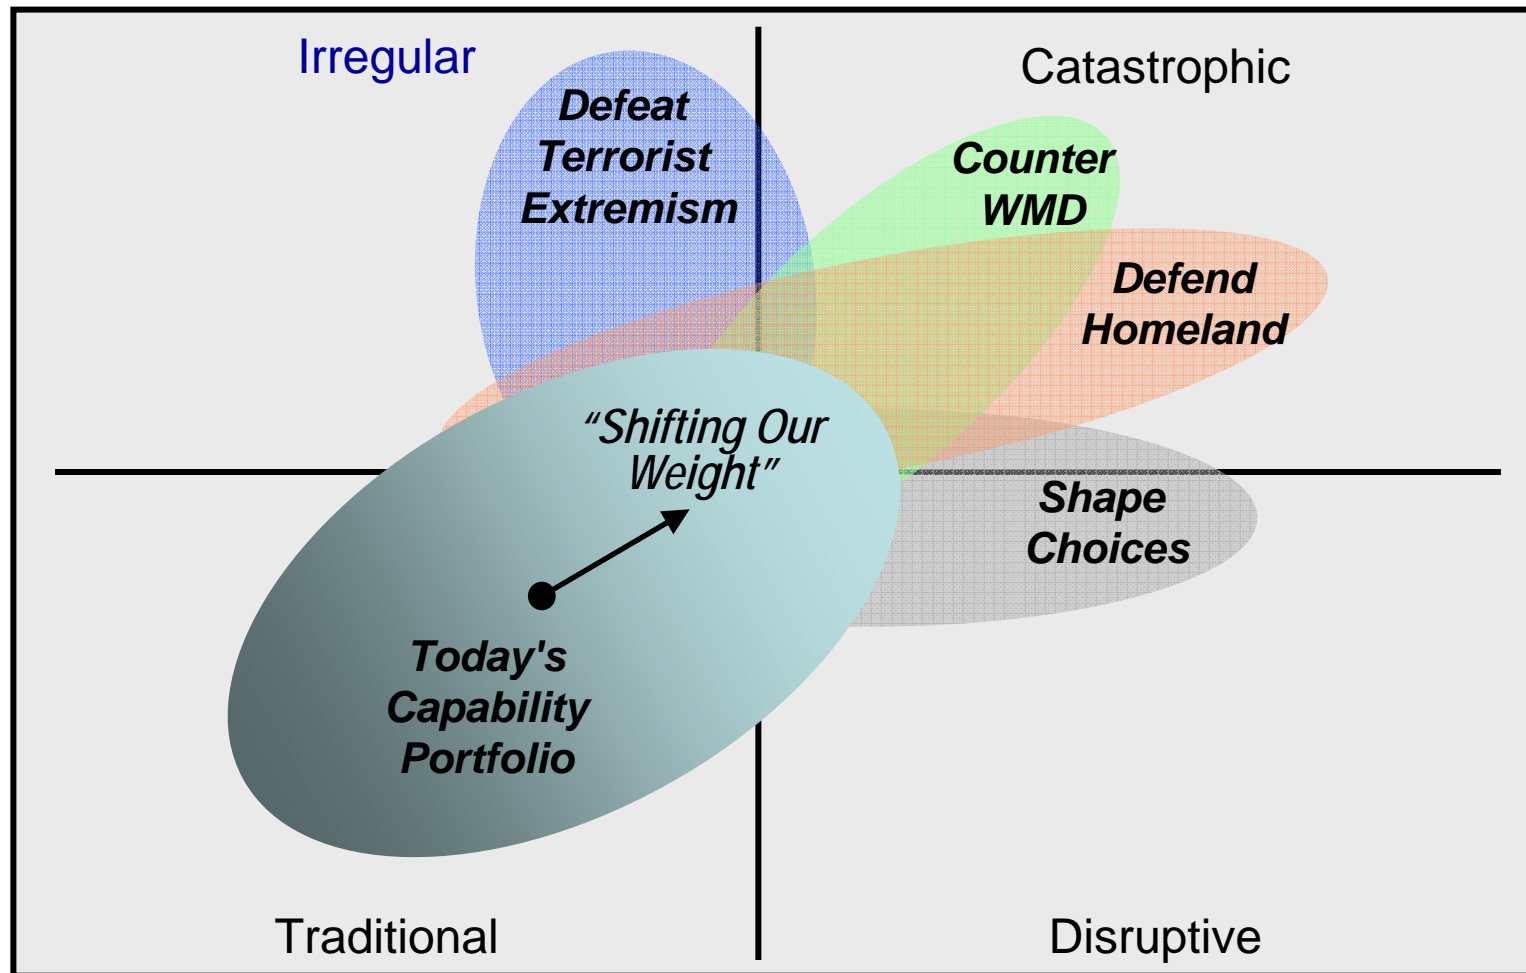 Irregular
Catastrophic
Defeat
Terrorist
Extremism
Counter
WMD
Defend
Homeland
“Shifting Our
Weight”
Shape
Choices
Today's
Capability
Portfolio
Traditional
Disruptive